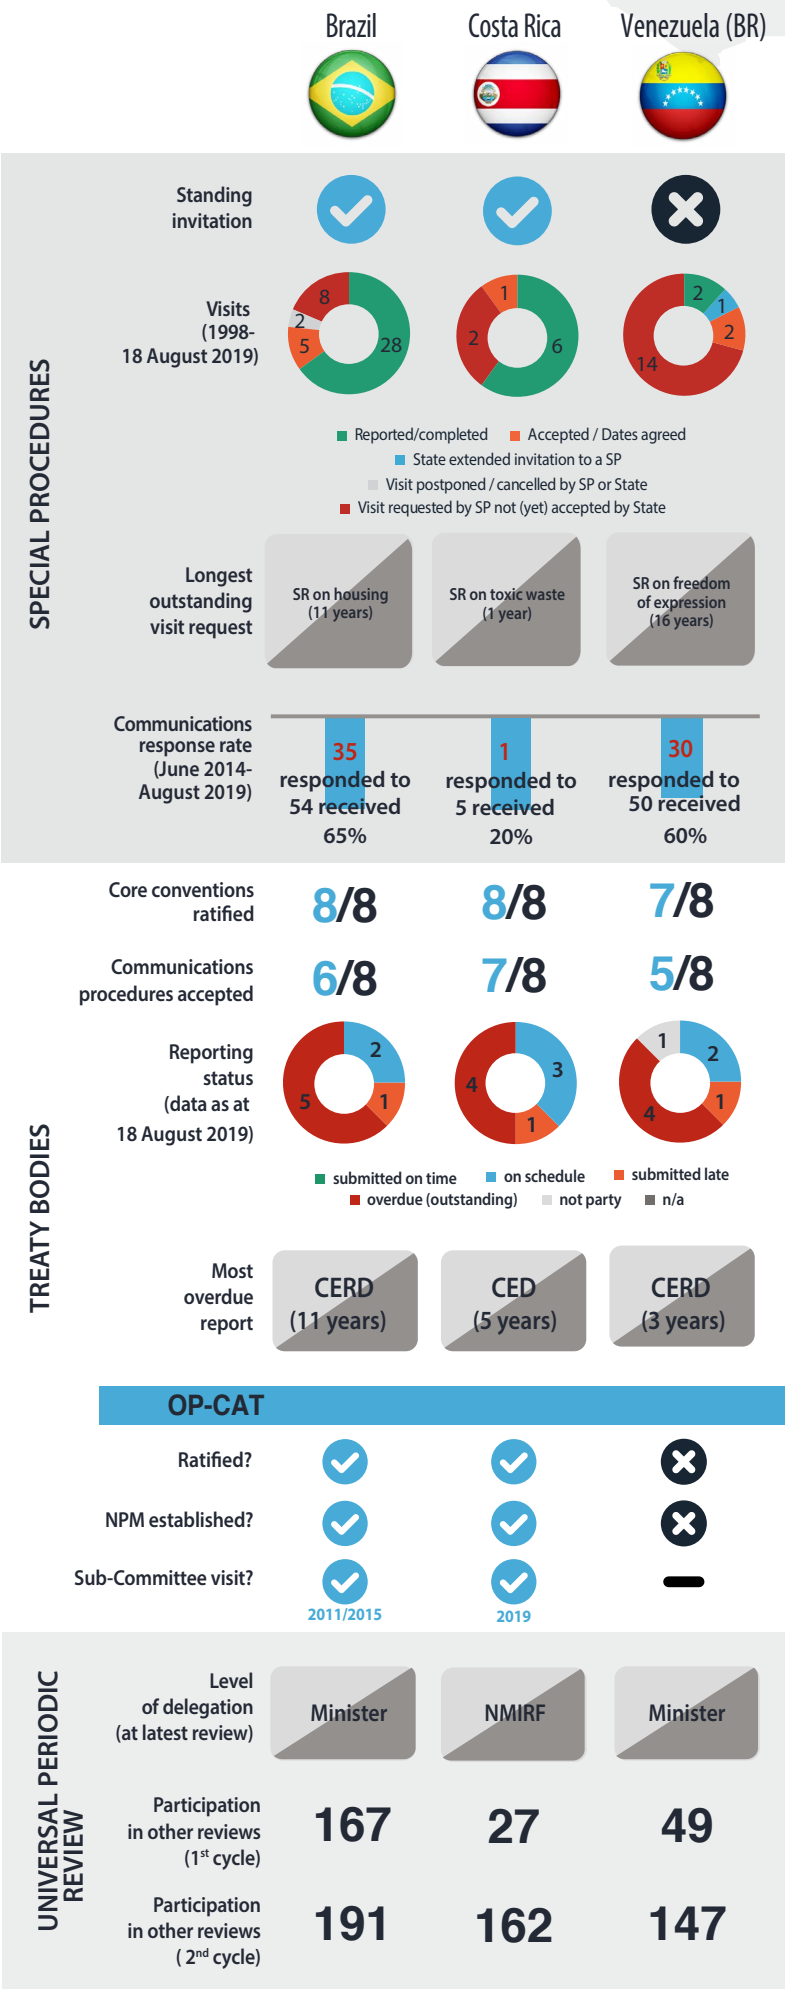 Brazil Costa Rica Venezuela (BR)
SPECIAL PROCEDURES
Standing
invitation
Visits
(1998-
18 August 2019)
8
2
5
28
1
2
6
2
1
2
14
Reported/completed Accepted / Dates agreed
State extended invitation to a SP
Visit postponed / cancelled by SP or State
Visit requested by SP not (yet) accepted by State
Longest
outstanding
visit request
SR on housing
(11 years)
SR on toxic waste
(1 year)
SR on freedom
of expression
(16 years)
Communications
response rate
(June 2014-
August 2019)
35
responded to
54 received
65%
1
responded to
5 received
20%
30
responded to
50 received
60%
TREATY BODIES
Core conventions
ratified
8/8 8/8 7/8
Communications
procedures accepted
6/8 7/8 5/8
Reporting
status
(data as at
18 August 2019)
2
1
5
3
1
4
1
2
1
4
submitted on time on schedule submitted late
overdue (outstanding) not party n/a
Most
overdue
report
CERD
(11 years)
CED
(5 years)
CERD
(3 years)
OP-CAT
Ratified?
NPM established?
Sub-Committee visit?
2011/2015 2019
UNIVERSAL PERIODIC
REVIEW
Level
of delegation
(at latest review)
Minister NMIRF Minister
Participation
in other reviews
(1st cycle)
167 27 49
Participation
in other reviews
( 2nd cycle)
191 162 147